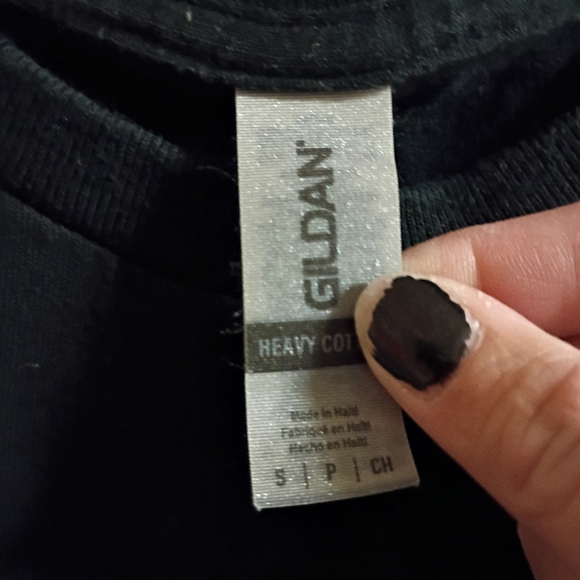 GILDAN
HEAVY COT
Made in Haiti
Fabriqué en Haïti
Hecho en Haití
S | P | CH